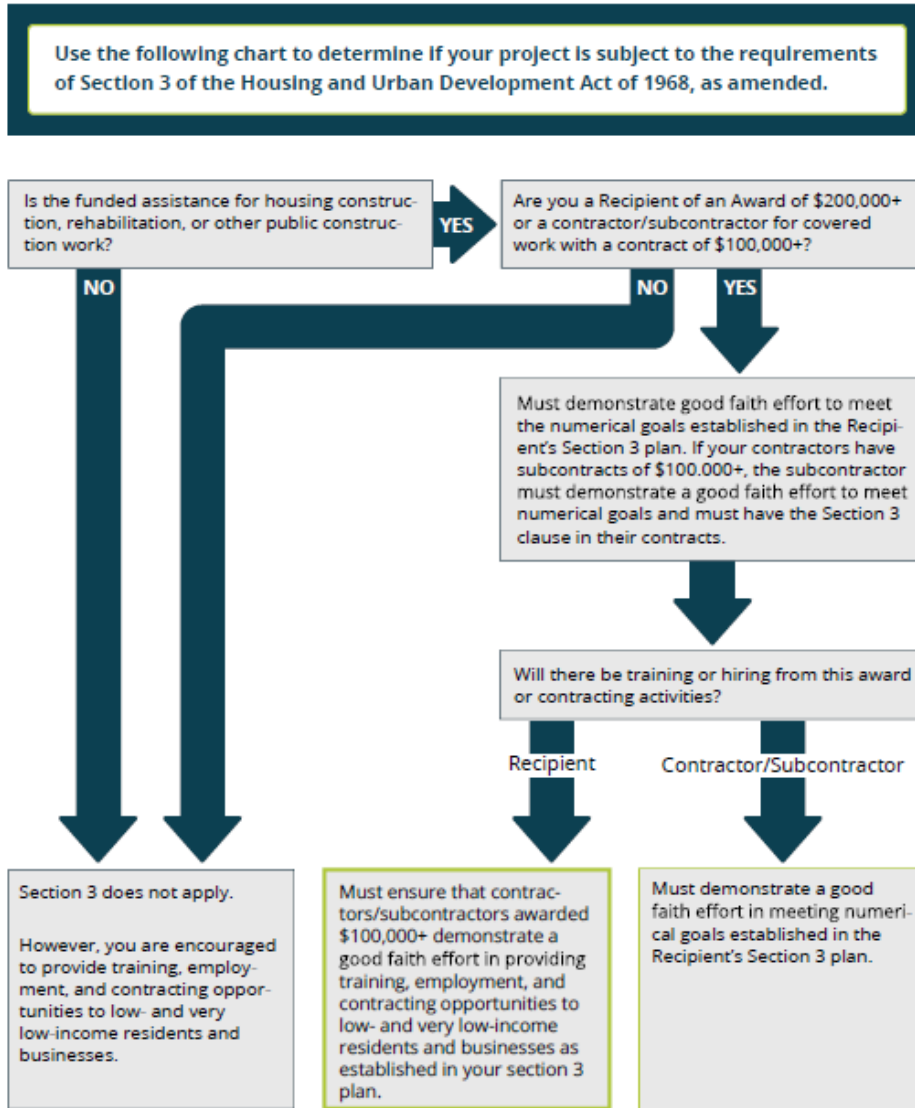 Use the following chart to determine if your project is subject to the requirements
of Section 3 of the Housing and Urban Development Act of 1968, as amended.
Is the funded assistance for housing construc-
tion, rehabilitation, or other public construc-
tion work?
YES
Are you a Recipient of an Award of $200,000+
or a contractor/subcontractor for covered
work with a contract of $100,000+?
NO
NO
YES
Must demonstrate good faith effort to meet
the numerical goals established in the Recipi-
ent's Section 3 plan. If your contractors have
subcontracts of $100.000+, the subcontractor
must demonstrate a good faith effort to meet
numerical goals and must have the Section 3
clause in their contracts.
Will there be training or hiring from this award
or contracting activities?
Recipient
Contractor/Subcontractor
Section 3 does not apply.
However, you are encouraged
to provide training, employ-
ment, and contracting oppor-
tunities to low- and very
low-income residents and
businesses.
Must ensure that contrac-
tors/subcontractors awarded
$100,000+ demonstrate a
good faith effort in providing
training, employment, and
contracting opportunities to
low- and very low-income
residents and businesses as
established in your section 3
plan.
Must demonstrate a good
faith effort in meeting numeri-
cal goals established in the
Recipient's Section 3 plan.